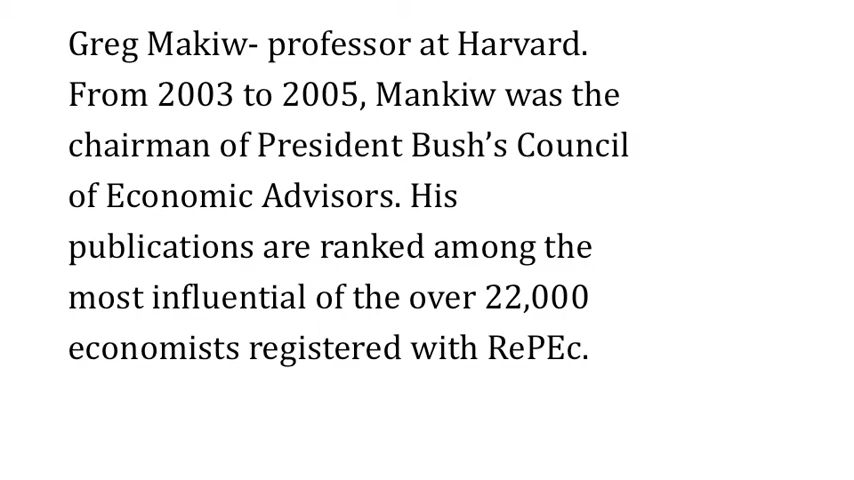 Greg Makiw- professor at Harvard.
From 2003 to 2005, Mankiw was the
chairman of President Bush’s Council
of Economic Advisors. His
publications are ranked among the
most influential of the over 22,000
economists registered with RePEc.